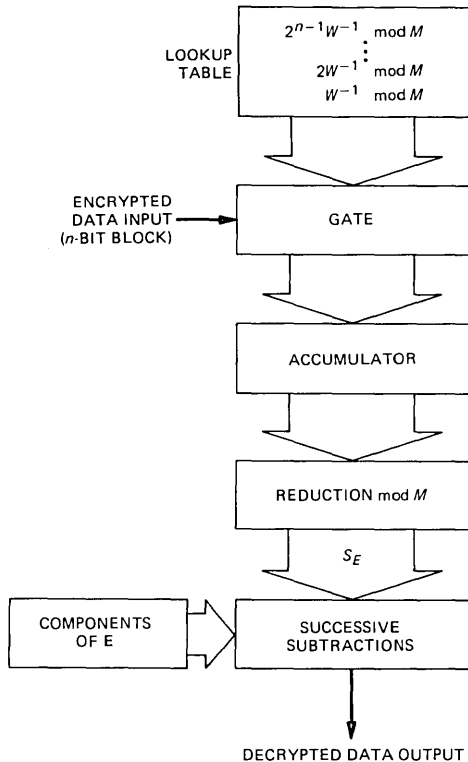 LOOKUP
TABLE
2^{n-1}W^{-1} mod M
⋮
2W^{-1} mod M
W^{-1} mod M
ENCRYPTED
DATA INPUT
(n-BIT BLOCK)
GATE
ACCUMULATOR
REDUCTION mod M
S_E
COMPONENTS
OF E
SUCCESSIVE
SUBTRACTIONS
DECRYPTED DATA OUTPUT